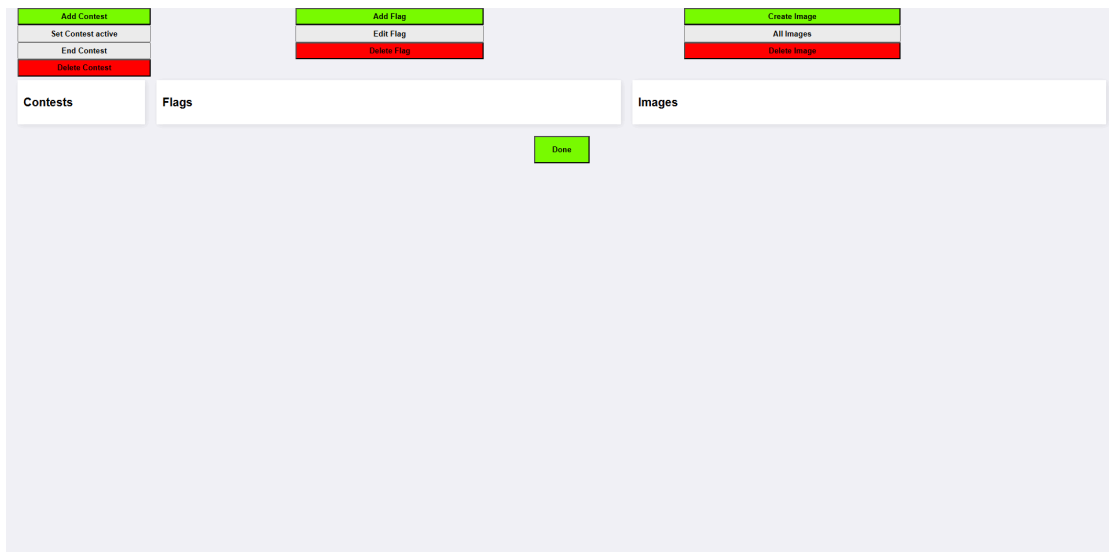 Add Contest
Set Contest active
End Contest
Delete Contest
Add Flag
Edit Flag
Delete Flag
Create Image
All Images
Delete Image
Contests
Flags
Images
Done